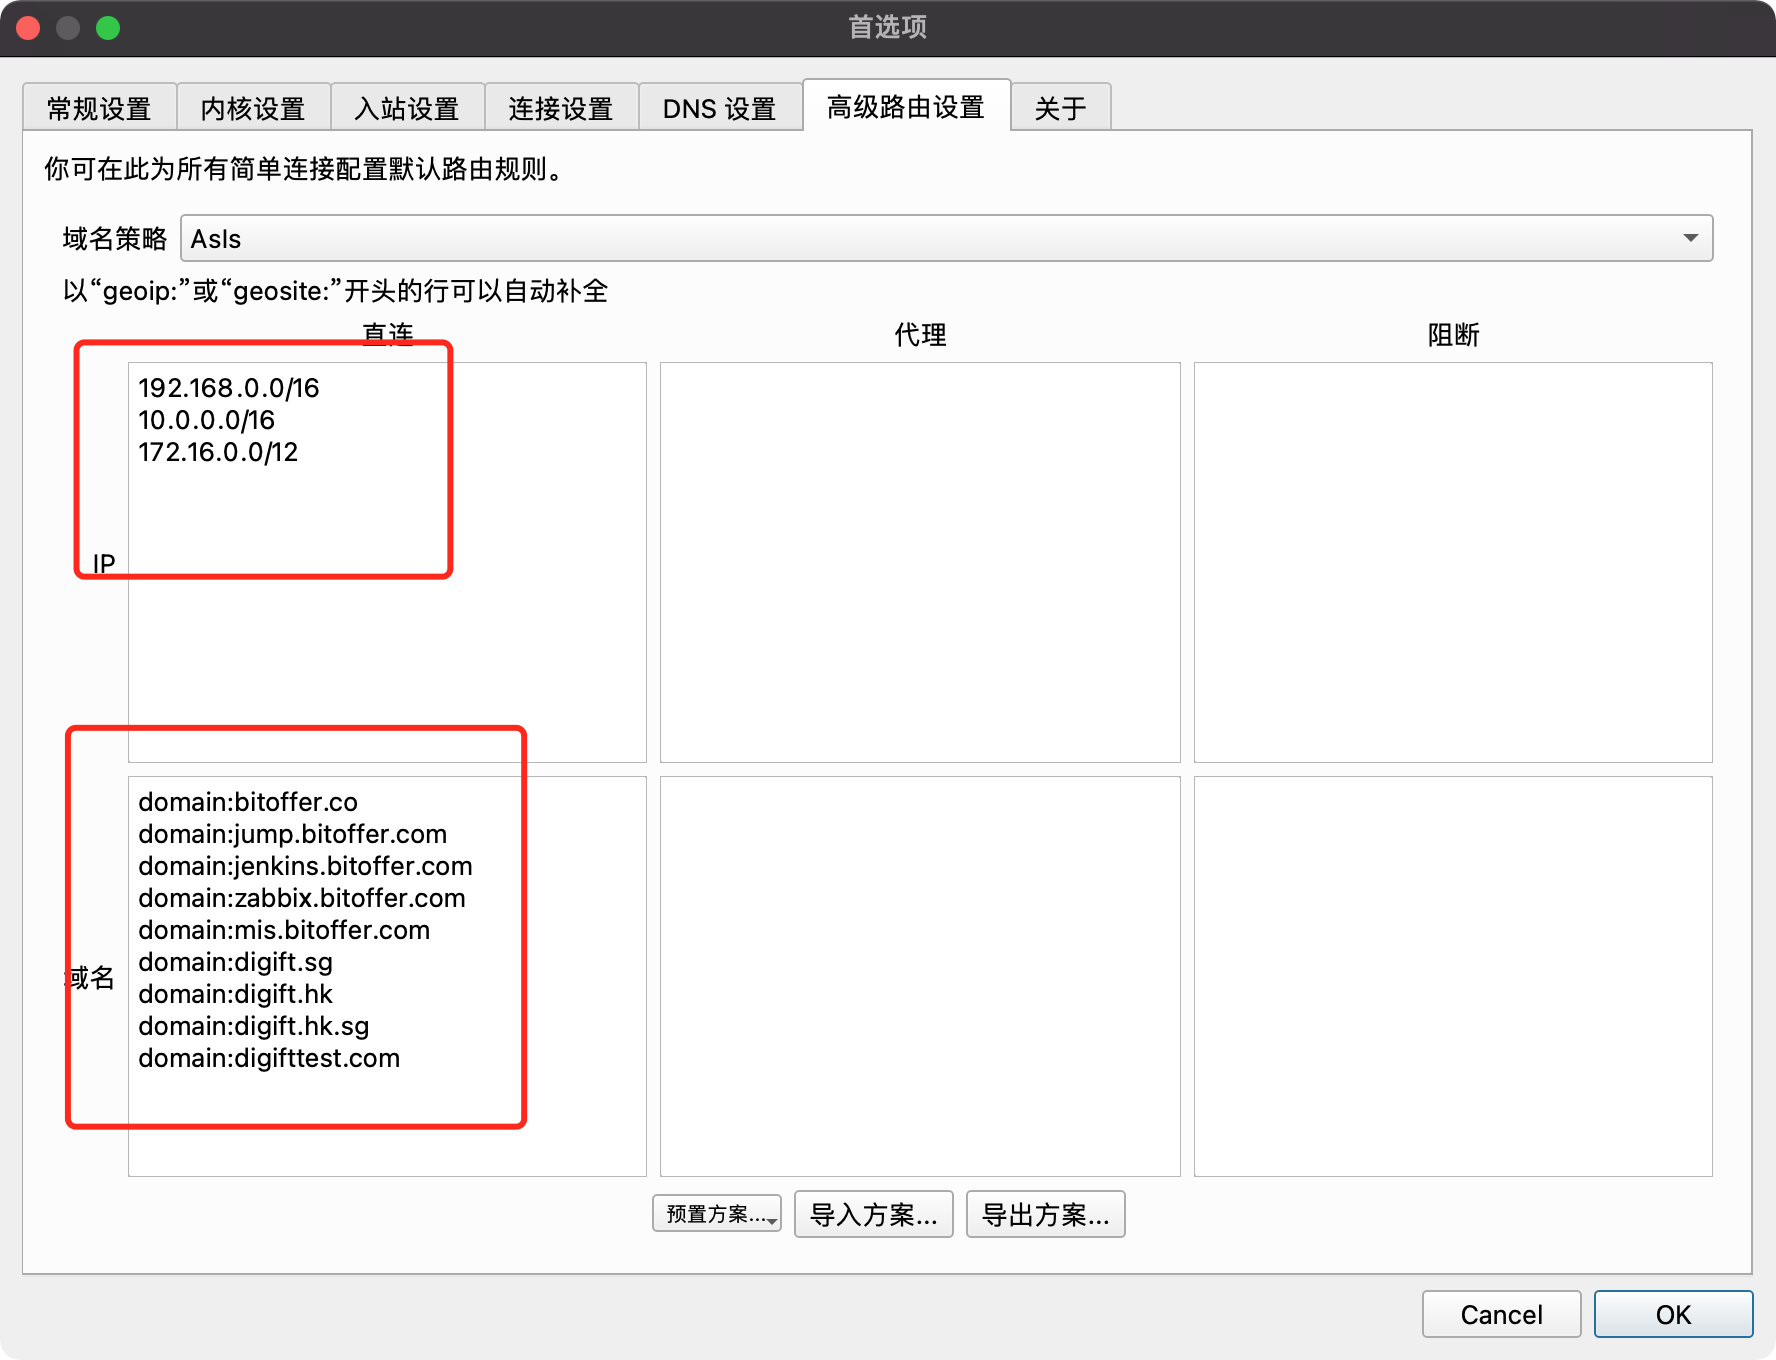 首选项
常规设置
内核设置
入站设置
连接设置
DNS 设置
高级路由设置
关于
你可在此为所有简单连接配置默认路由规则。
域名策略
AsIs
以“geoip:”或“geosite:”开头的行可以自动补全
直连
代理
阻断
IP
192.168.0.0/16
10.0.0.0/16
172.16.0.0/12
域名
domain:bitoffer.co
domain:jump.bitoffer.com
domain:jenkins.bitoffer.com
domain:zabbix.bitoffer.com
domain:mis.bitoffer.com
domain:digift.sg
domain:digift.hk
domain:digift.hk.sg
domain:digifttest.com
预置方案...
导入方案...
导出方案...
Cancel
OK